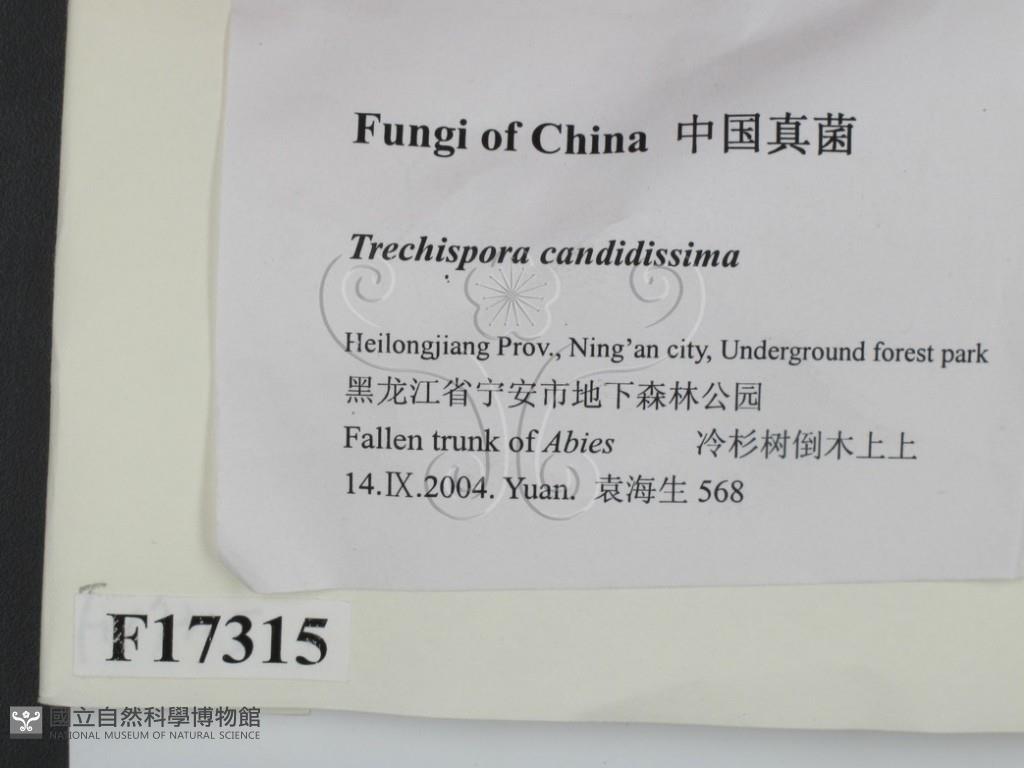 Fungi of China 中国真菌
Trechispora candidissima
Heilongjiang Prov., Ning'an city, Underground forest park
黑龙江省宁安市地下森林公园
Fallen trunk of Abies 冷杉树倒木上上
14.Ⅸ.2004. Yuan. 袁海生 568
F17315
國立自然科學博物館
NATIONAL MUSEUM OF NATURAL SCIENCE